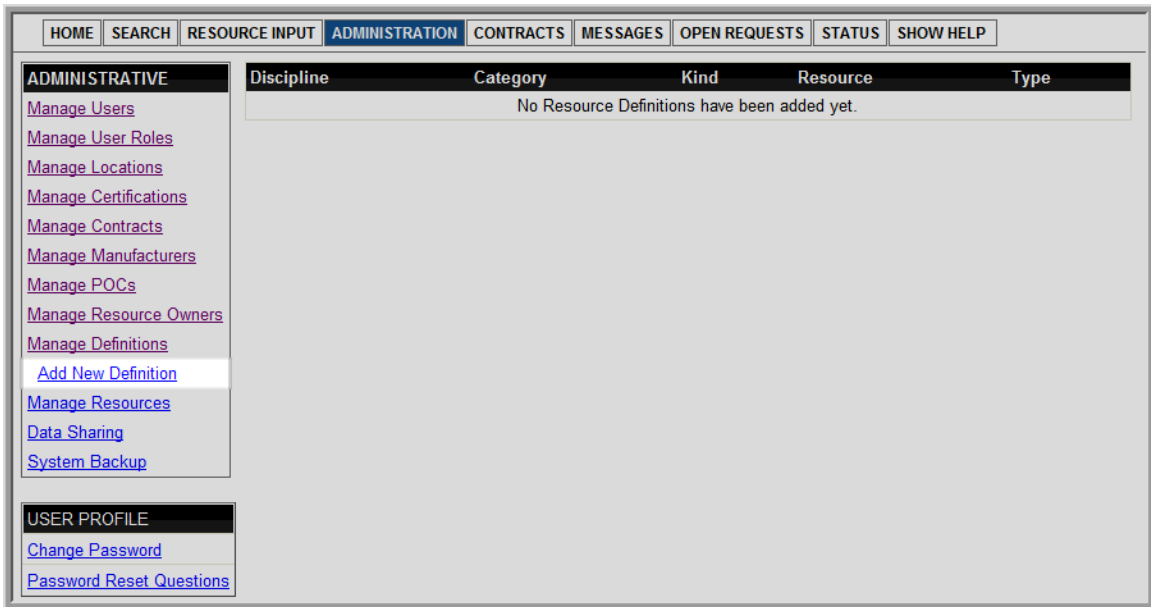 HOME SEARCH RESOURCE INPUT ADMINISTRATION CONTRACTS MESSAGES OPEN REQUESTS STATUS SHOW HELP
ADMINISTRATIVE
Manage Users
Manage User Roles
Manage Locations
Manage Certifications
Manage Contracts
Manage Manufacturers
Manage POCs
Manage Resource Owners
Manage Definitions
Add New Definition
Manage Resources
Data Sharing
System Backup
USER PROFILE
Change Password
Password Reset Questions
Discipline Category Kind Resource Type
No Resource Definitions have been added yet.